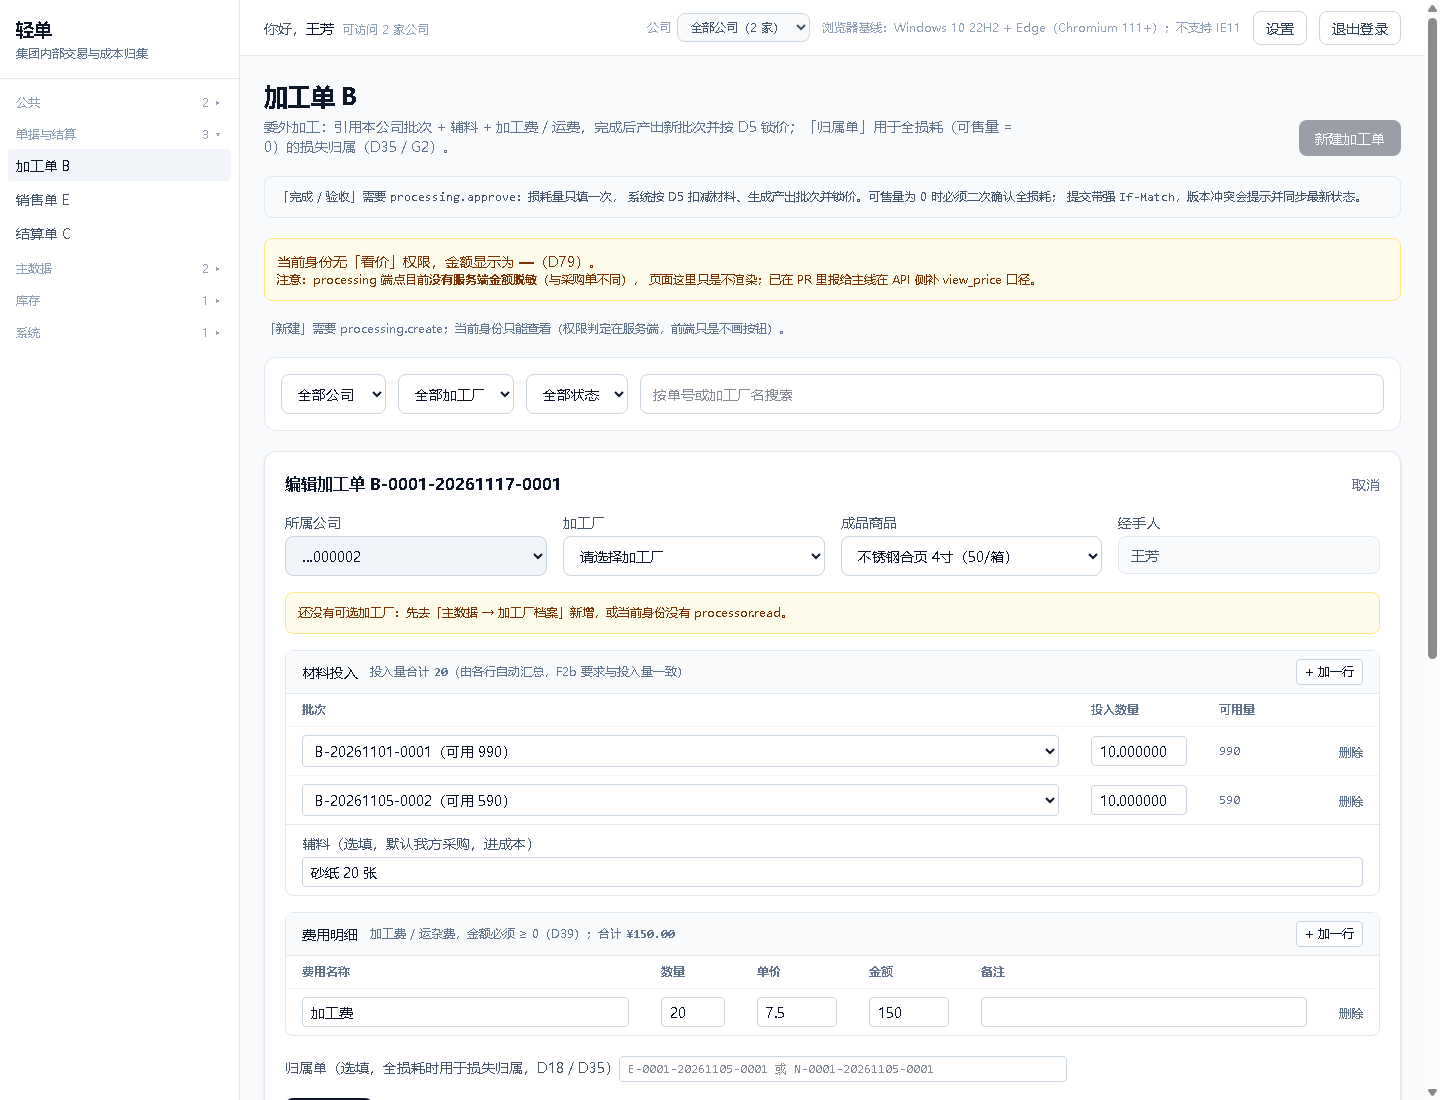 轻单
集团内部交易与成本归集
公共 2
单据与结算 3
加工单 B
销售单 E
结算单 C
主数据 2
库存 1
系统 1
你好，王芳 可访问 2 家公司
公司 全部公司（2 家） 浏览器基线：Windows 10 22H2 + Edge（Chromium 111+）；不支持 IE11 设置 退出登录
加工单 B
委外加工：引用本公司批次 + 辅料 + 加工费 / 运费，完成后产出新批次并按 D5 锁价；「归属单」用于全损耗（可售量 =
0）的损失归属（D35 / G2）。
新建加工单
「完成 / 验收」需要 processing.approve：损耗量只填一次， 系统按 D5 扣减材料、生成产出批次并锁价。可售量为 0 时必须二次确认全损耗； 提交带强 If-Match，版本冲突会提示并同步最新状态。
当前身份无「看价」权限，金额显示为 —（D79）。
注意：processing 端点目前没有服务端金额脱敏（与采购单不同）， 页面这里只是不渲染；已在 PR 里报给主线在 API 侧补 view_price 口径。
「新建」需要 processing.create；当前身份只能查看（权限判定在服务端，前端只是不画按钮）。
全部公司 全部加工厂 全部状态 按单号或加工厂名搜索
编辑加工单 B-0001-20261117-0001 取消
所属公司 加工厂 成品商品 经手人
…000002 请选择加工厂 不锈钢合页 4寸（50/箱） 王芳
还没有可选加工厂：先去「主数据 → 加工厂档案」新增，或当前身份没有 processor.read。
材料投入 投入量合计 20（由各行自动汇总，F2b 要求与投入量一致） + 加一行
批次 投入数量 可用量
B-20261101-0001（可用 990） 10.000000 990 删除
B-20261105-0002（可用 590） 10.000000 590 删除
辅料（选填，默认我方采购，进成本）
砂纸 20 张
费用明细 加工费 / 运杂费，金额必须 ≥ 0（D39）；合计 ¥150.00 + 加一行
费用名称 数量 单价 金额 备注
加工费 20 7.5 150 删除
归属单（选填，全损耗时用于损失归属，D18 / D35） E-0001-20261105-0001 或 N-0001-20261105-0001